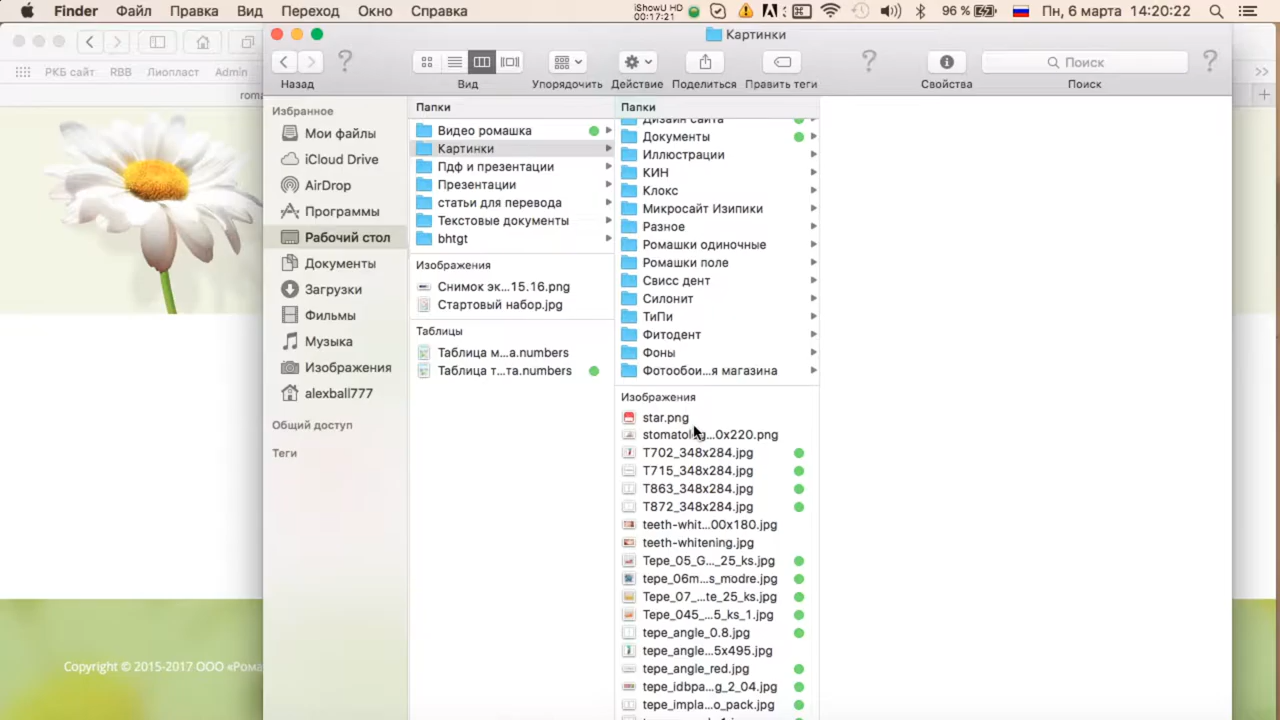 Finder Файл Правка Вид Переход Окно Справка iShowU HD 00:17:21 96 % Пн, 6 марта 14:20:22
Картинки
Назад Вид Упорядочить Действие Поделиться Править теги Свойства Поиск
Поиск
РКБ сайт RBB Лиопласт Admin
roma
Избранное
Мои файлы
iCloud Drive
AirDrop
Программы
Рабочий стол
Документы
Загрузки
Фильмы
Музыка
Изображения
alexball777
Общий доступ
Теги
Папки
Видео ромашка
Картинки
Пдф и презентации
Презентации
статьи для перевода
Текстовые документы
bhtgt
Изображения
Снимок эк...15.16.png
Стартовый набор.jpg
Таблицы
Таблица м...а.numbers
Таблица т...та.numbers
Папки
Дизайн сайта
Документы
Иллюстрации
КИН
Клокс
Микросайт Изипики
Разное
Ромашки одиночные
Ромашки поле
Свисс дент
Силонит
ТиПи
Фитодент
Фоны
Фотообои...я магазина
Изображения
star.png
stomatolog...0x220.png
T702_348x284.jpg
T715_348x284.jpg
T863_348x284.jpg
T872_348x284.jpg
teeth-whit...00x180.jpg
teeth-whitening.jpg
Tepe_05_G..._25_ks.jpg
tepe_06m...s_modre.jpg
Tepe_07_...te_25_ks.jpg
Tepe_045_...5_ks_1.jpg
tepe_angle_0.8.jpg
tepe_angle...5x495.jpg
tepe_angle_red.jpg
tepe_idbpa...g_2_04.jpg
tepe_impla...o_pack.jpg
Copyright © 2015-2017 ООО «Рома